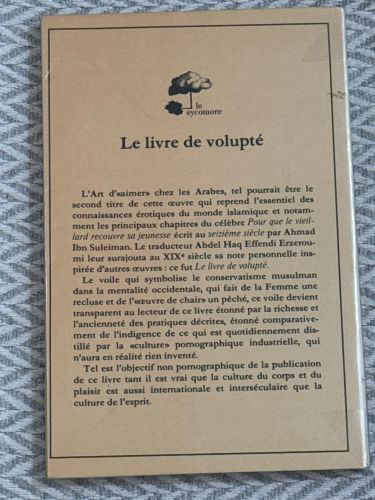 le
sycomore
Le livre de volupté
L'Art d'«aimer» chez les Arabes, tel pourrait être le
second titre de cette œuvre qui reprend l'essentiel des
connaissances érotiques du monde islamique et notam-
ment les principaux chapitres du célèbre Pour que le vieil-
lard recouvre sa jeunesse écrit au seizième siècle par Ahmad
Ibn Suleiman. Le traducteur Abdel Haq Effendi Erzerou-
mi leur surajouta au XIXe siècle sa note personnelle ins-
pirée d'autres œuvres : ce fut Le livre de volupté.
Le voile qui symbolise le conservatisme musulman
dans la mentalité occidentale, qui fait de la Femme une
recluse et de l'«œuvre de chair» un péché, ce voile devient
transparent au lecteur de ce livre étonné par la richesse et
l'ancienneté des pratiques décrites, étonné comparative-
ment de l'indigence de ce qui est quotidiennement dis-
tillé par la «culture» pornographique industrielle, qui
n'aura en réalité rien inventé.
Tel est l'objectif non pornographique de la publication
de ce livre tant il est vrai que la culture du corps et du
plaisir est aussi internationale et interséculaire que la
culture de l'esprit.